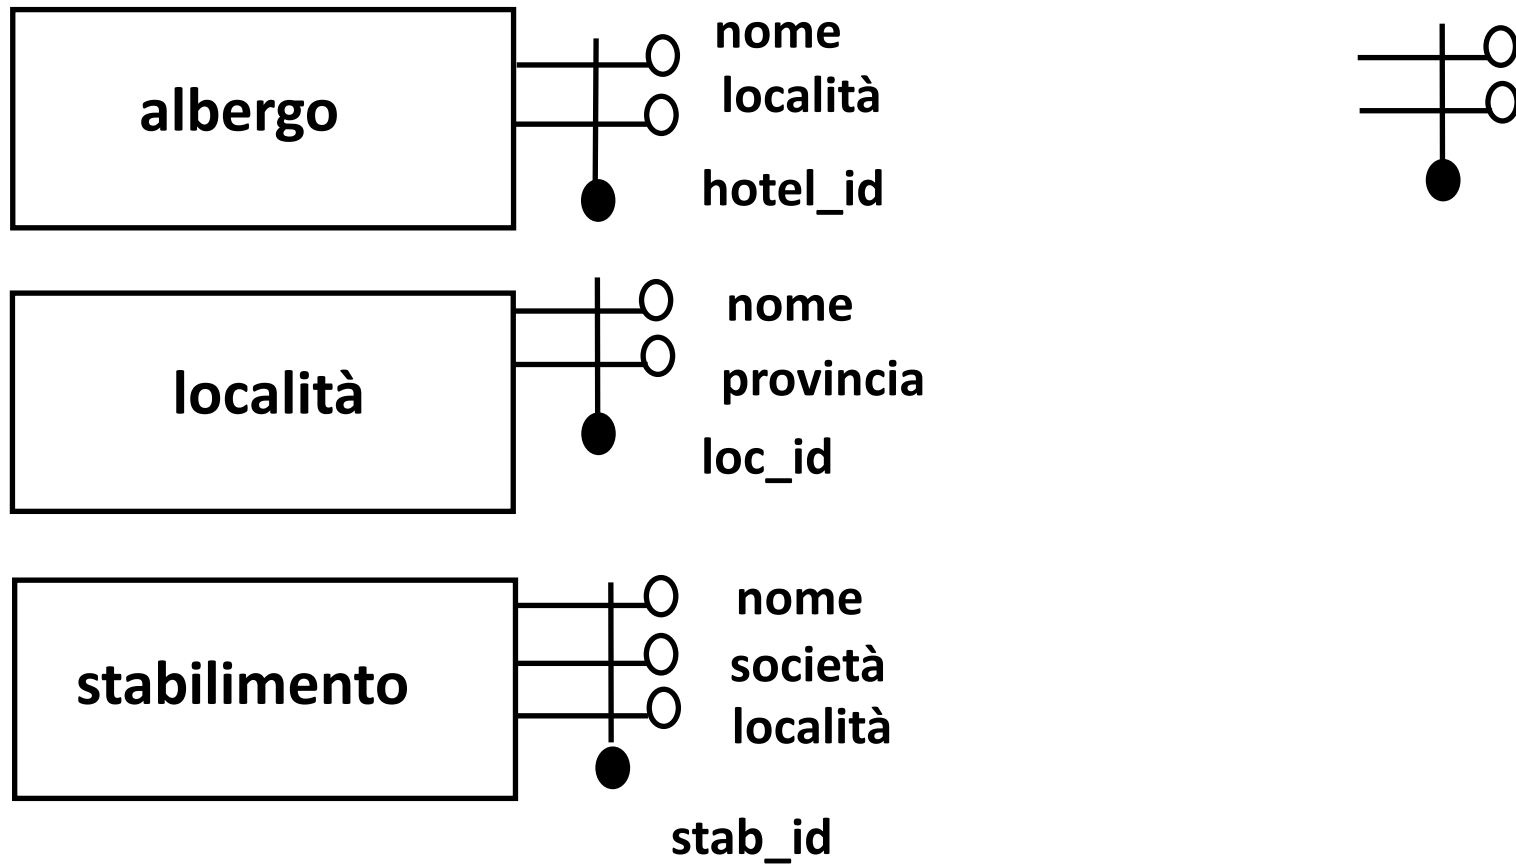 albergo
nome
località
hotel_id
località
nome
provincia
loc_id
stabilimento
nome
società
località
stab_id